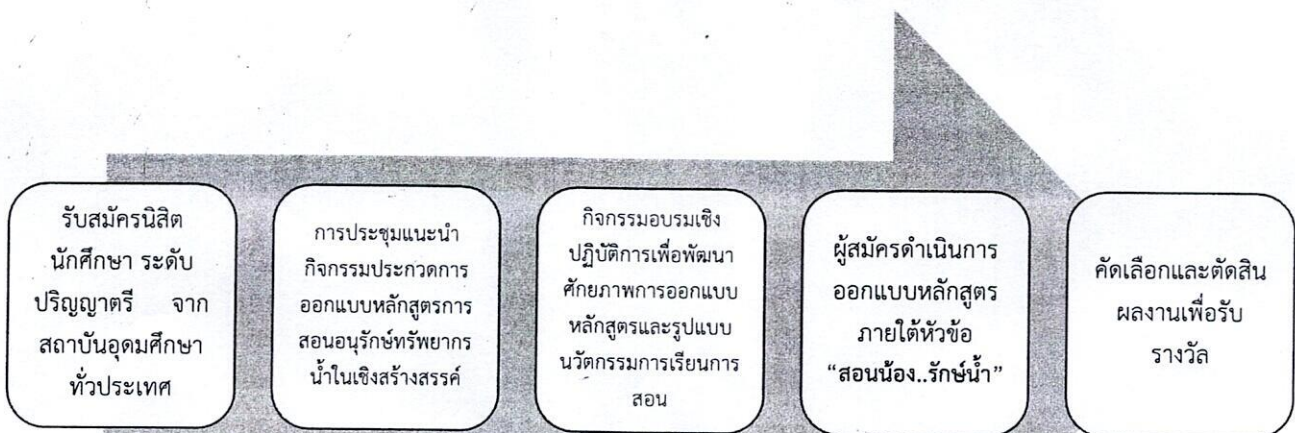 รับสมัครนิสิต
นักศึกษา ระดับ
ปริญญาตรี จาก
สถาบันอุดมศึกษา
ทั่วประเทศ
การประชุมแนะนำ
กิจกรรมประกวดการ
ออกแบบหลักสูตรการ
สอนอนุรักษ์ทรัพยากร
น้ำในเชิงสร้างสรรค์
กิจกรรมอบรมเชิง
ปฏิบัติการเพื่อพัฒนา
ศักยภาพการออกแบบ
หลักสูตรและรูปแบบ
นวัตกรรมการเรียนการ
สอน
ผู้สมัครดำเนินการ
ออกแบบหลักสูตร
ภายใต้หัวข้อ
“สอนน้อง..รักษ์น้ำ”
คัดเลือกและตัดสิน
ผลงานเพื่อรับ
รางวัล